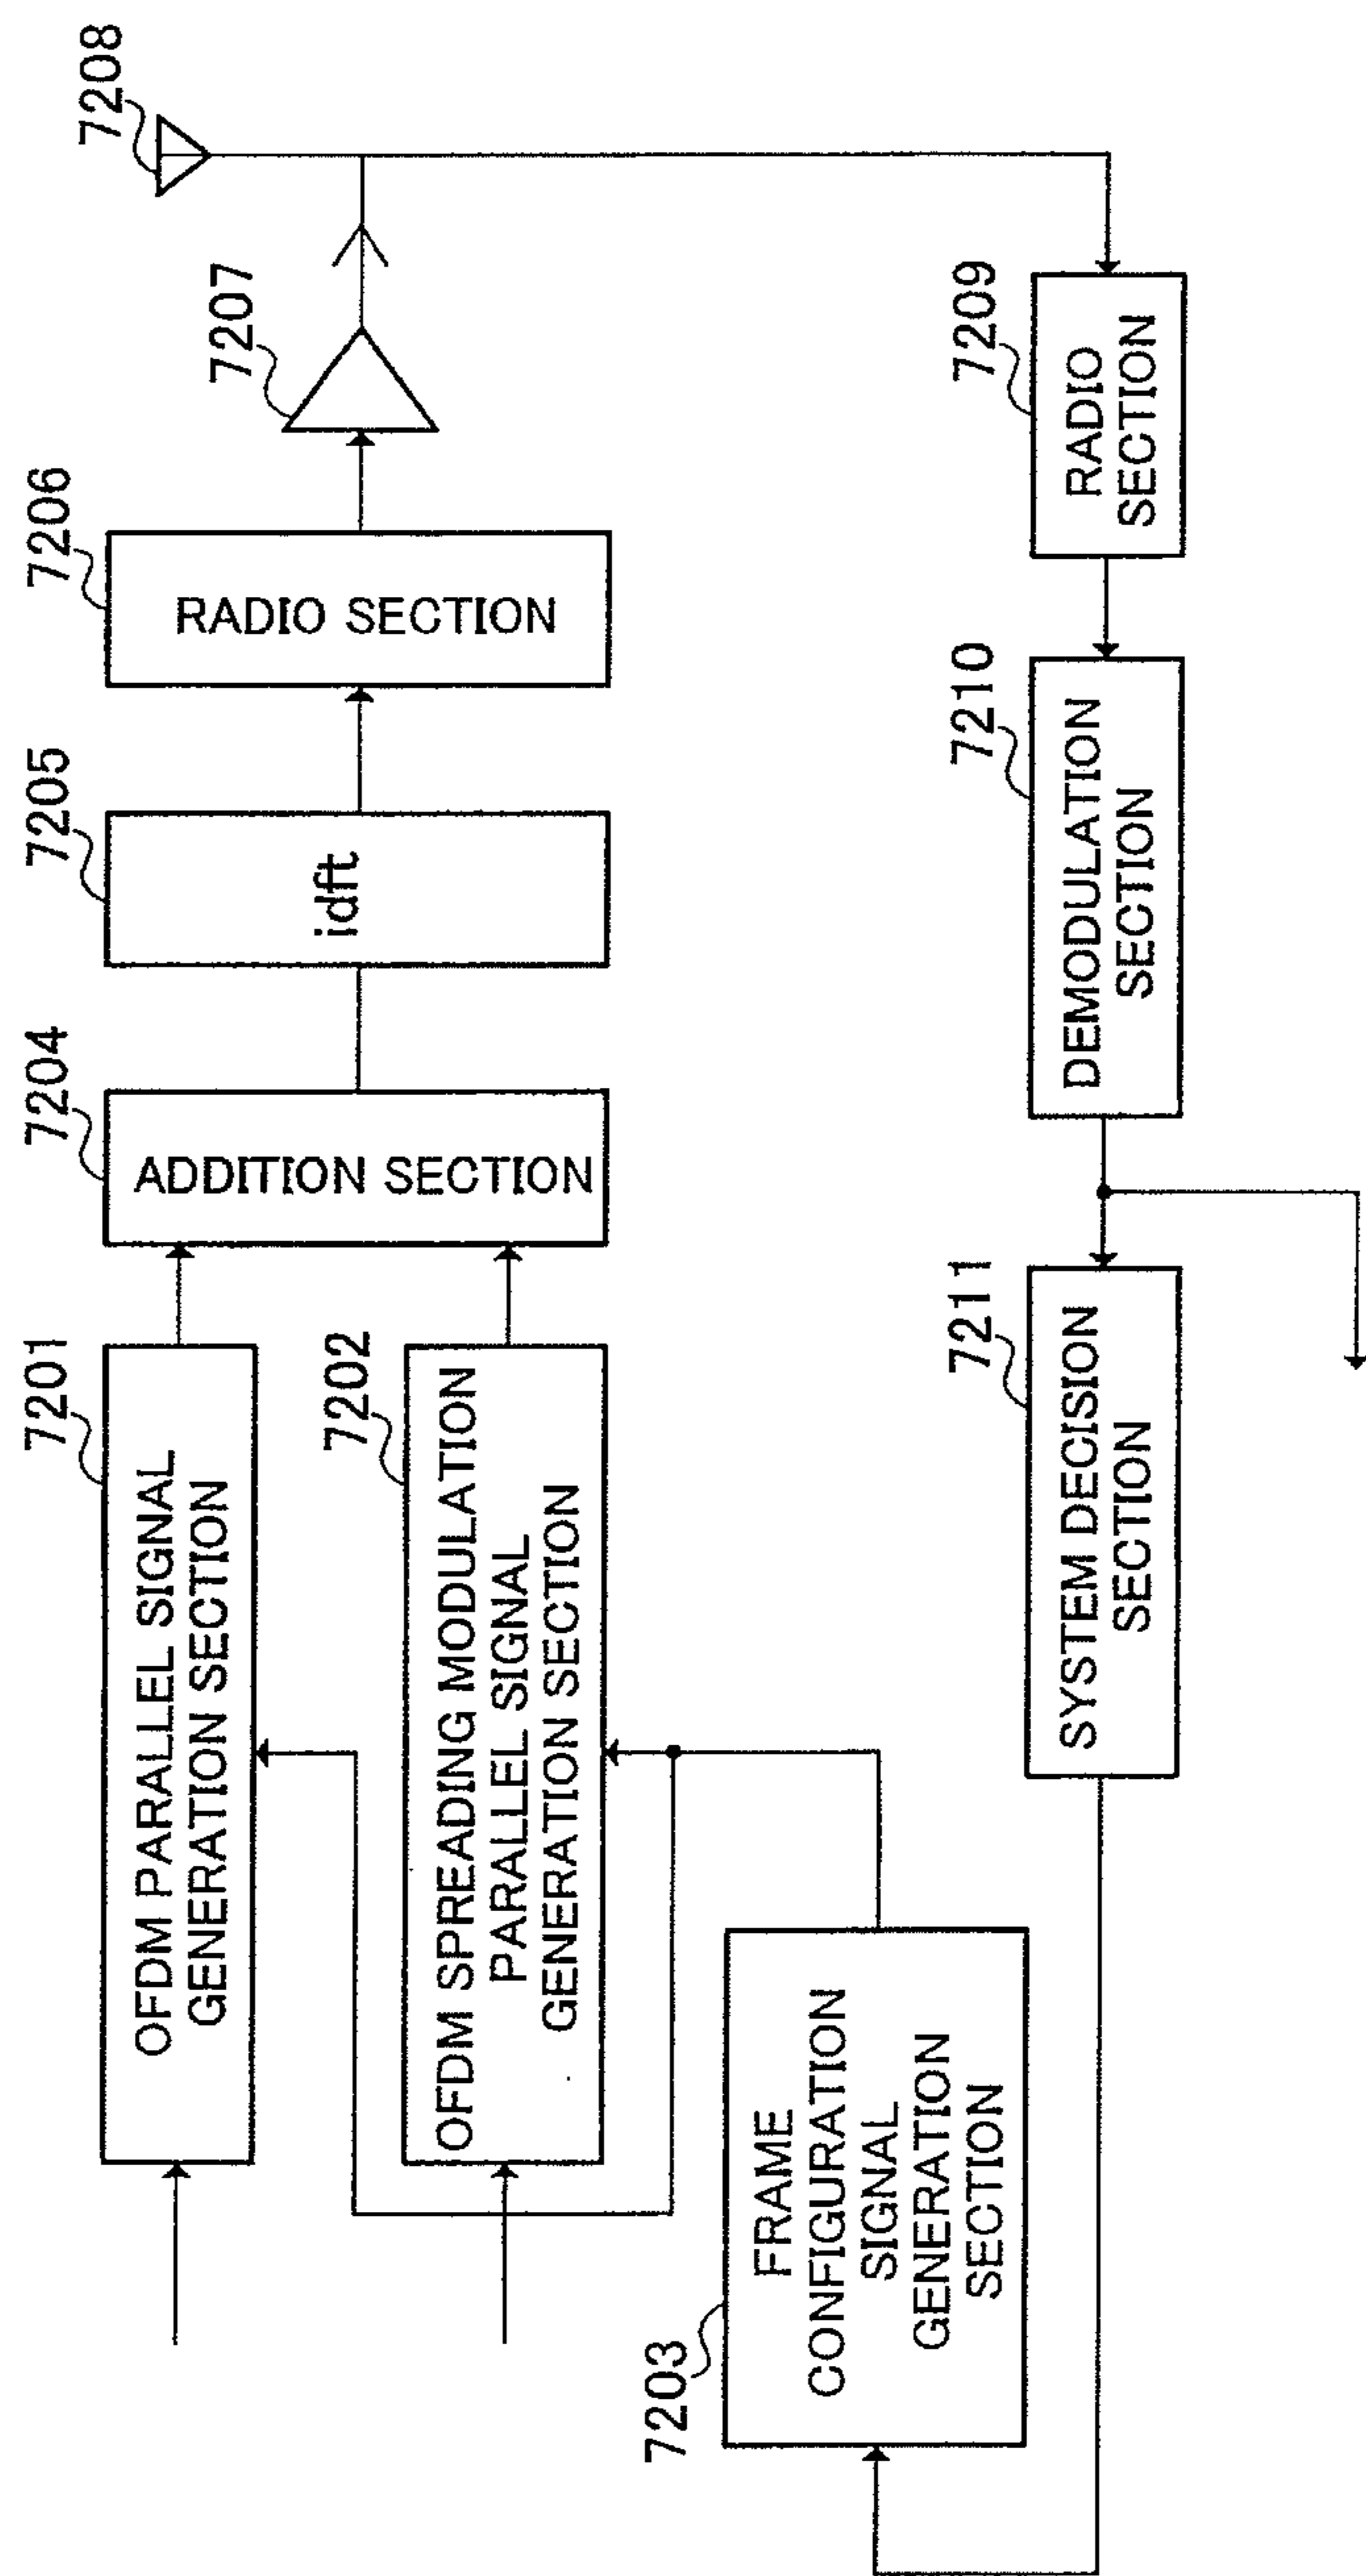 7201
OFDM PARALLEL SIGNAL
GENERATION SECTION
7202
OFDM SPREADING MODULATION
PARALLEL SIGNAL
GENERATION SECTION
7203
FRAME
CONFIGURATION
SIGNAL
GENERATION
SECTION
7204
ADDITION SECTION
7205
idft
7206
RADIO SECTION
7207
7208
7209
RADIO
SECTION
7210
DEMODULATION
SECTION
7211
SYSTEM DECISION
SECTION